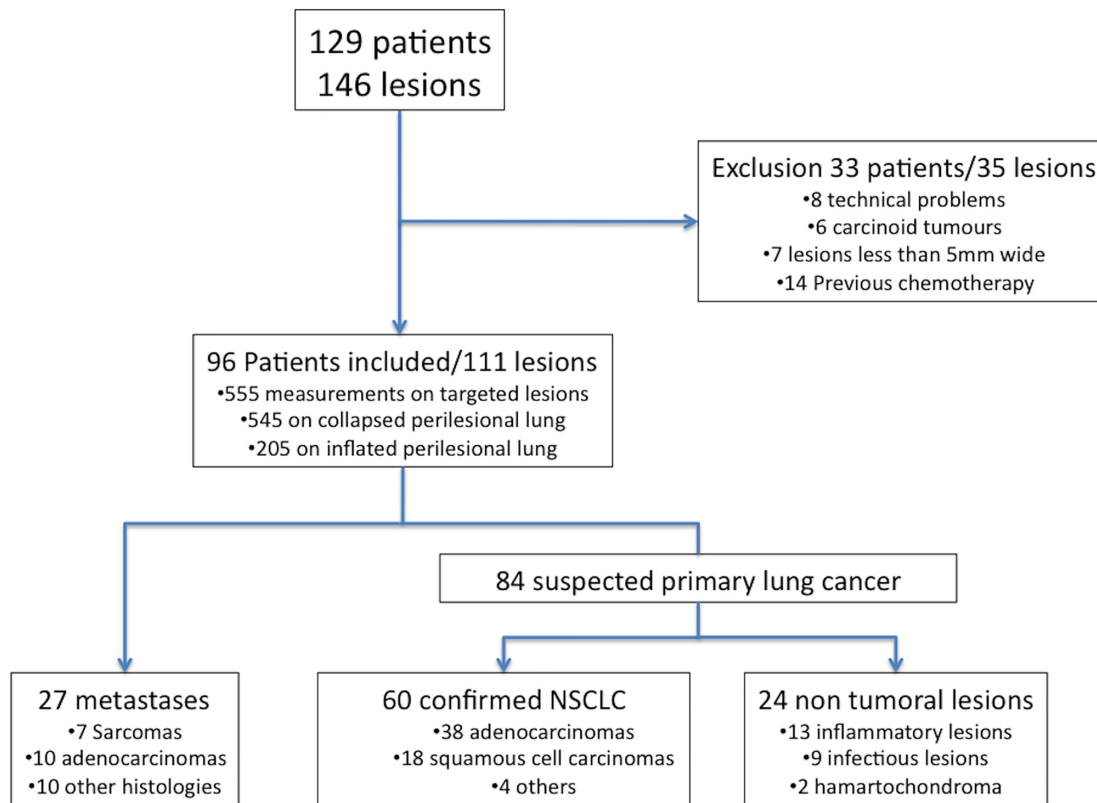 129 patients
146 lesions
Exclusion 33 patients/35 lesions
•8 technical problems
•6 carcinoid tumours
•7 lesions less than 5mm wide
•14 Previous chemotherapy
96 Patients included/111 lesions
•555 measurements on targeted lesions
•545 on collapsed perilesional lung
•205 on inflated perilesional lung
84 suspected primary lung cancer
27 metastases
•7 Sarcomas
•10 adenocarcinomas
•10 other histologies
60 confirmed NSCLC
•38 adenocarcinomas
•18 squamous cell carcinomas
•4 others
24 non tumoral lesions
•13 inflammatory lesions
•9 infectious lesions
•2 hamartochondroma